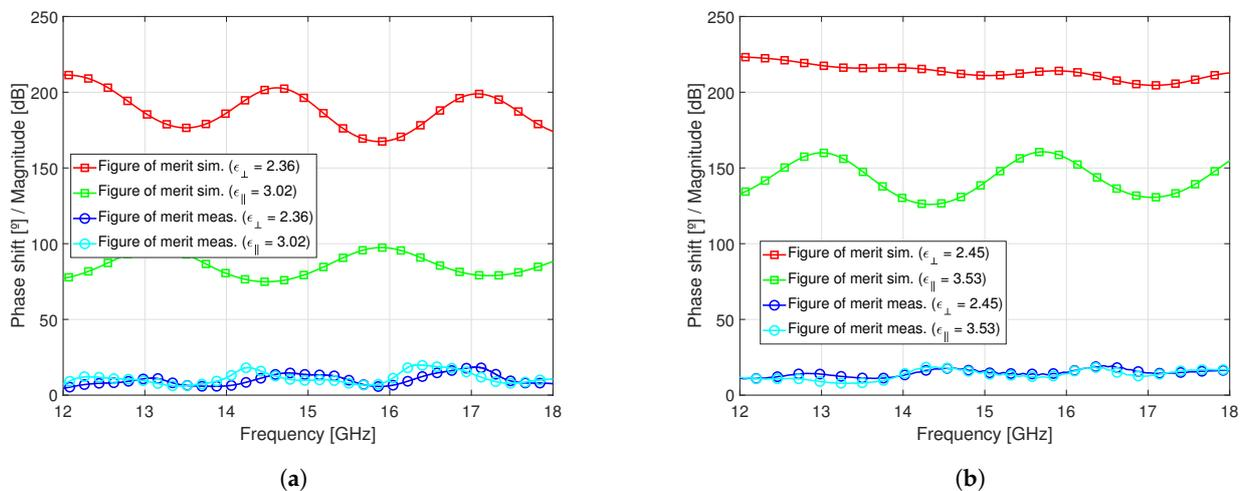 250
200
150
100
50
0
Phase shift [º] / Magnitude [dB]
Figure of merit sim. (ϵ⊥ = 2.36)
Figure of merit sim. (ϵ∥ = 3.02)
Figure of merit meas. (ϵ⊥ = 2.36)
Figure of merit meas. (ϵ∥ = 3.02)
12 13 14 15 16 17 18
Frequency [GHz]
(a)
250
200
150
100
50
0
Phase shift [º] / Magnitude [dB]
Figure of merit sim. (ϵ⊥ = 2.45)
Figure of merit sim. (ϵ∥ = 3.53)
Figure of merit meas. (ϵ⊥ = 2.45)
Figure of merit meas. (ϵ∥ = 3.53)
12 13 14 15 16 17 18
Frequency [GHz]
(b)